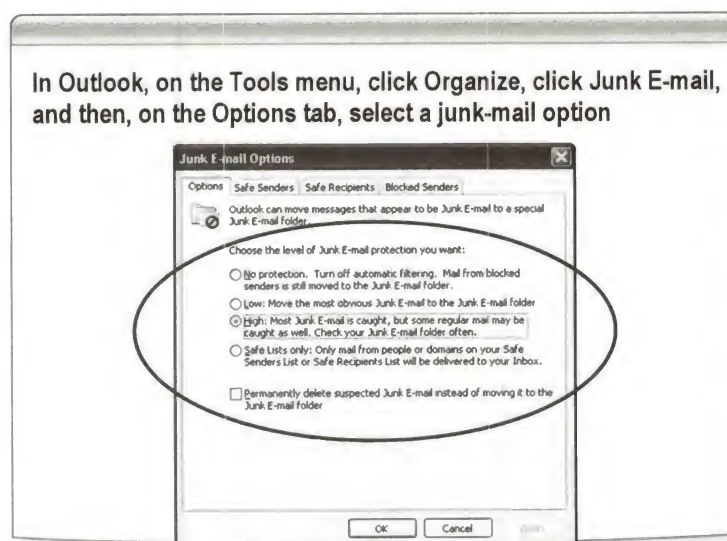 In Outlook, on the Tools menu, click Organize, click Junk E-mail,
and then, on the Options tab, select a junk-mail option
Junk E-mail Options
Options Safe Senders Safe Recipients Blocked Senders
Outlook can move messages that appear to be Junk E-mail to a special
Junk E-mail folder.
Choose the level of Junk E-mail protection you want:
No protection. Turn off automatic filtering. Mail from blocked
senders is still moved to the Junk E-mail folder.
Low: Move the most obvious Junk E-mail to the Junk E-mail folder
High: Most Junk E-mail is caught, but some regular mail may be
caught as well. Check your Junk E-mail folder often.
Safe Lists only: Only mail from people or domains on your Safe
Senders List or Safe Recipients List will be delivered to your Inbox.
Permanently delete suspected Junk E-mail instead of moving it to the
Junk E-mail folder
OK Cancel